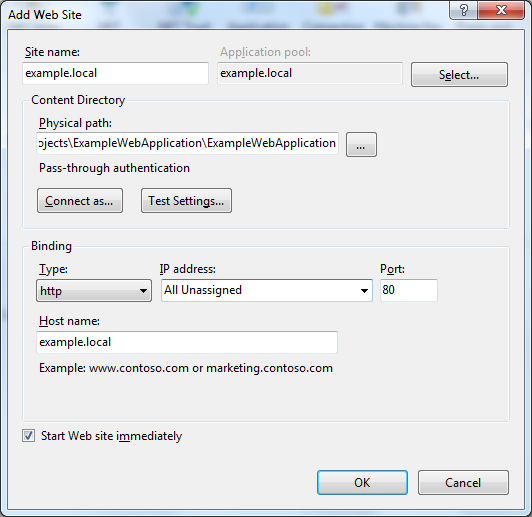 Add Web Site
?
Site name:
Application pool:
example.local
example.local
Select...
Content Directory
Physical path:
ojects\ExampleWebApplication\ExampleWebApplication
...
Pass-through authentication
Connect as...
Test Settings...
Binding
Type:
IP address:
Port:
http
All Unassigned
80
Host name:
example.local
Example: www.contoso.com or marketing.contoso.com
Start Web site immediately
OK
Cancel